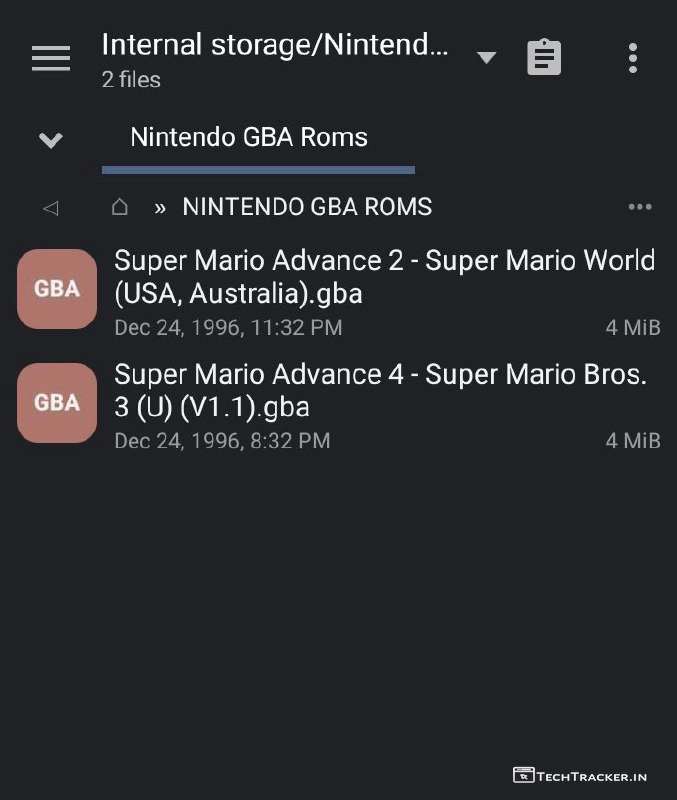 Internal storage/Nintend...
2 files
Nintendo GBA Roms
» NINTENDO GBA ROMS
GBA
Super Mario Advance 2 - Super Mario World
(USA, Australia).gba
Dec 24, 1996, 11:32 PM 4 MiB
GBA
Super Mario Advance 4 - Super Mario Bros.
3 (U) (V1.1).gba
Dec 24, 1996, 8:32 PM 4 MiB
TECHTRACKER.IN